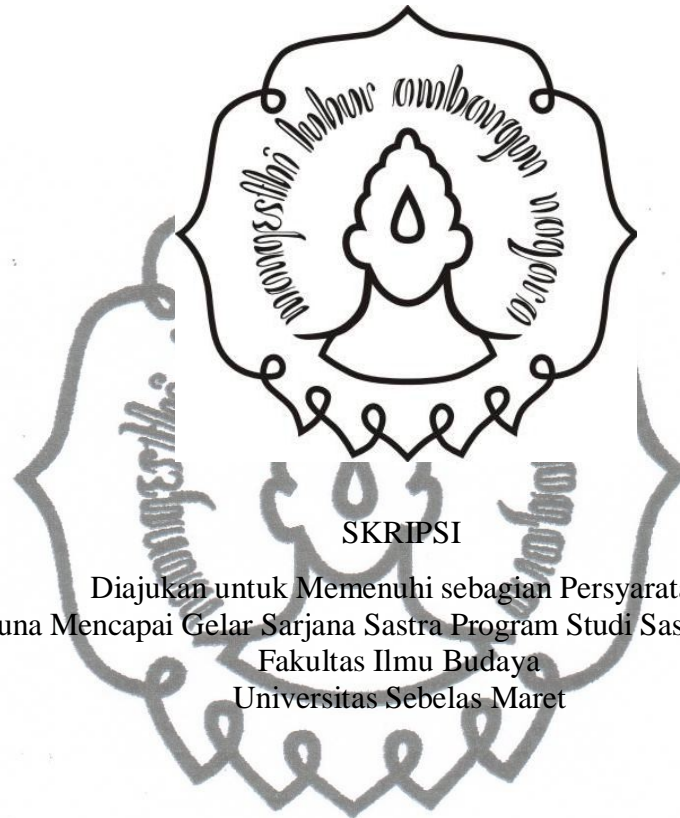 mangesthi luhur ambangun nagara
SKRIPSI
Diajukan untuk Memenuhi sebagian Persyarata
una Mencapai Gelar Sarjana Sastra Program Studi Sas
Fakultas Ilmu Budaya
Universitas Sebelas Maret